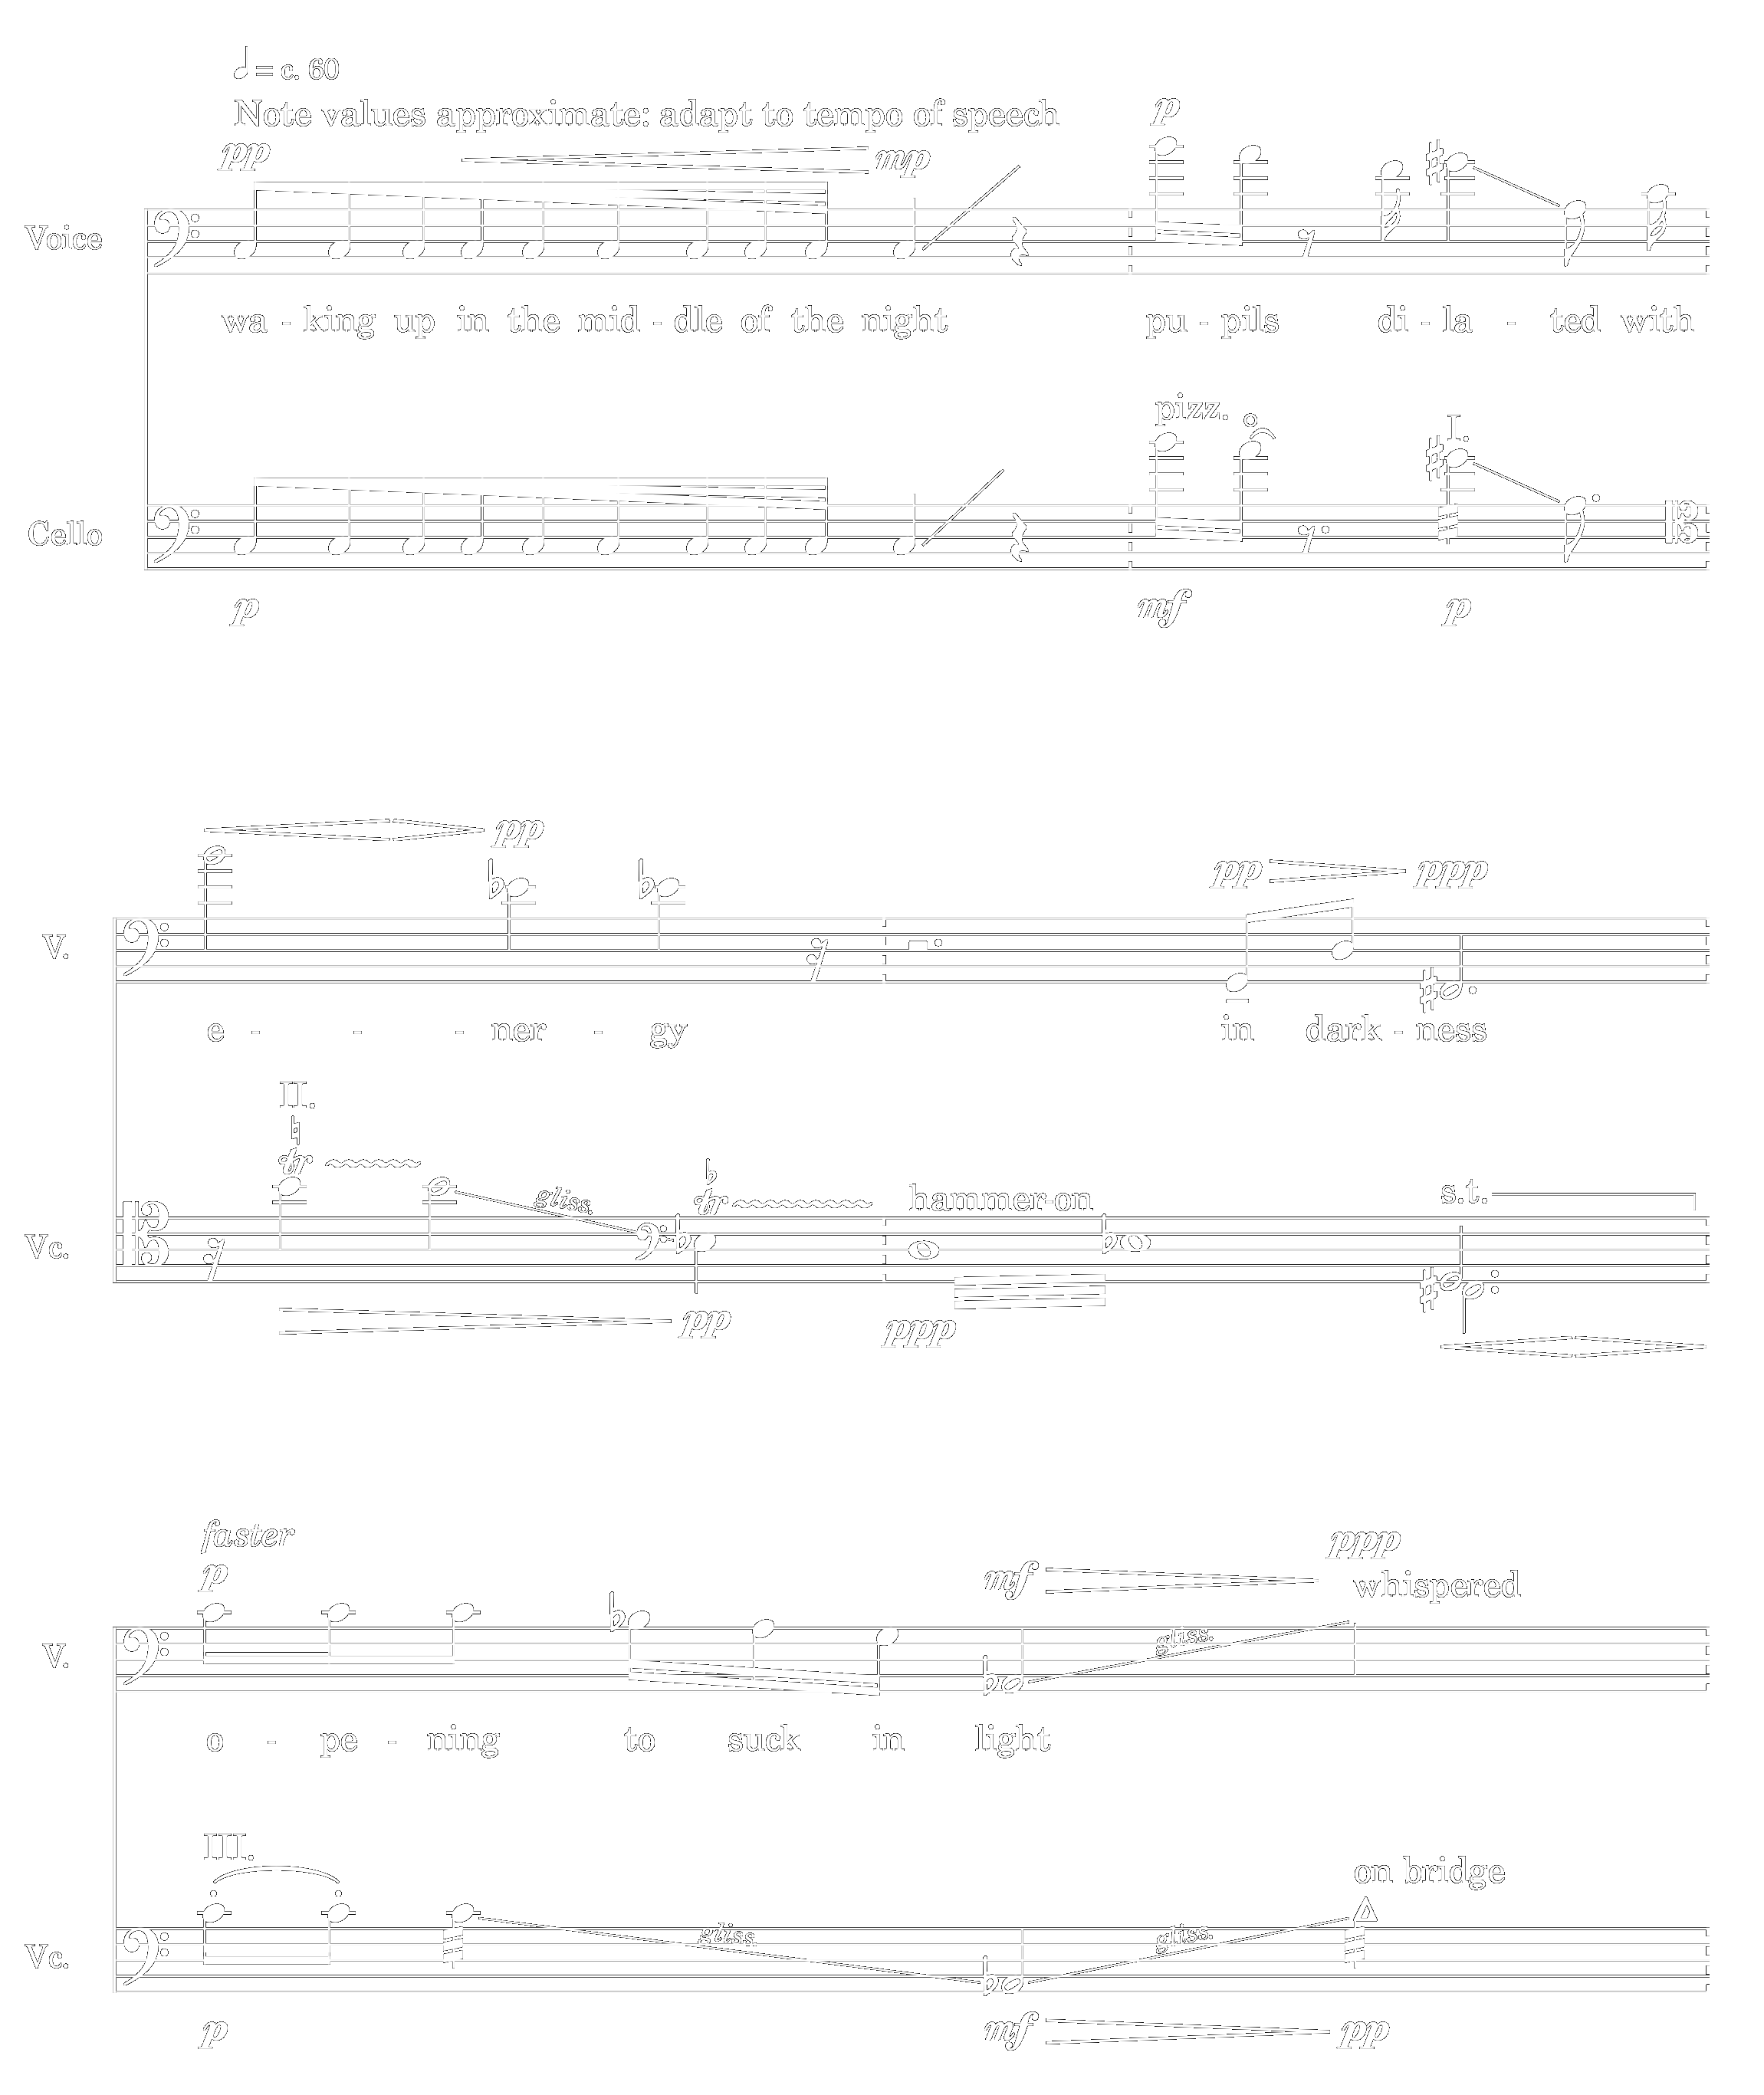 = c. 60
Note values approximate: adapt to tempo of speech
p
pp mp
Voice
wa - king up in the mid - dle of the night pu - pils di - la - ted with
pizz. I.
Cello
p mf p
pp
pp ppp
V.
e - - - ner - gy in dark - ness
II.
tr gliss. tr hammer-on s.t.
Vc.
pp ppp
faster
p mf ppp
whispered
V. gliss.
o - pe - ning to suck in light
III.
on bridge
Vc. gliss. gliss.
p mf pp